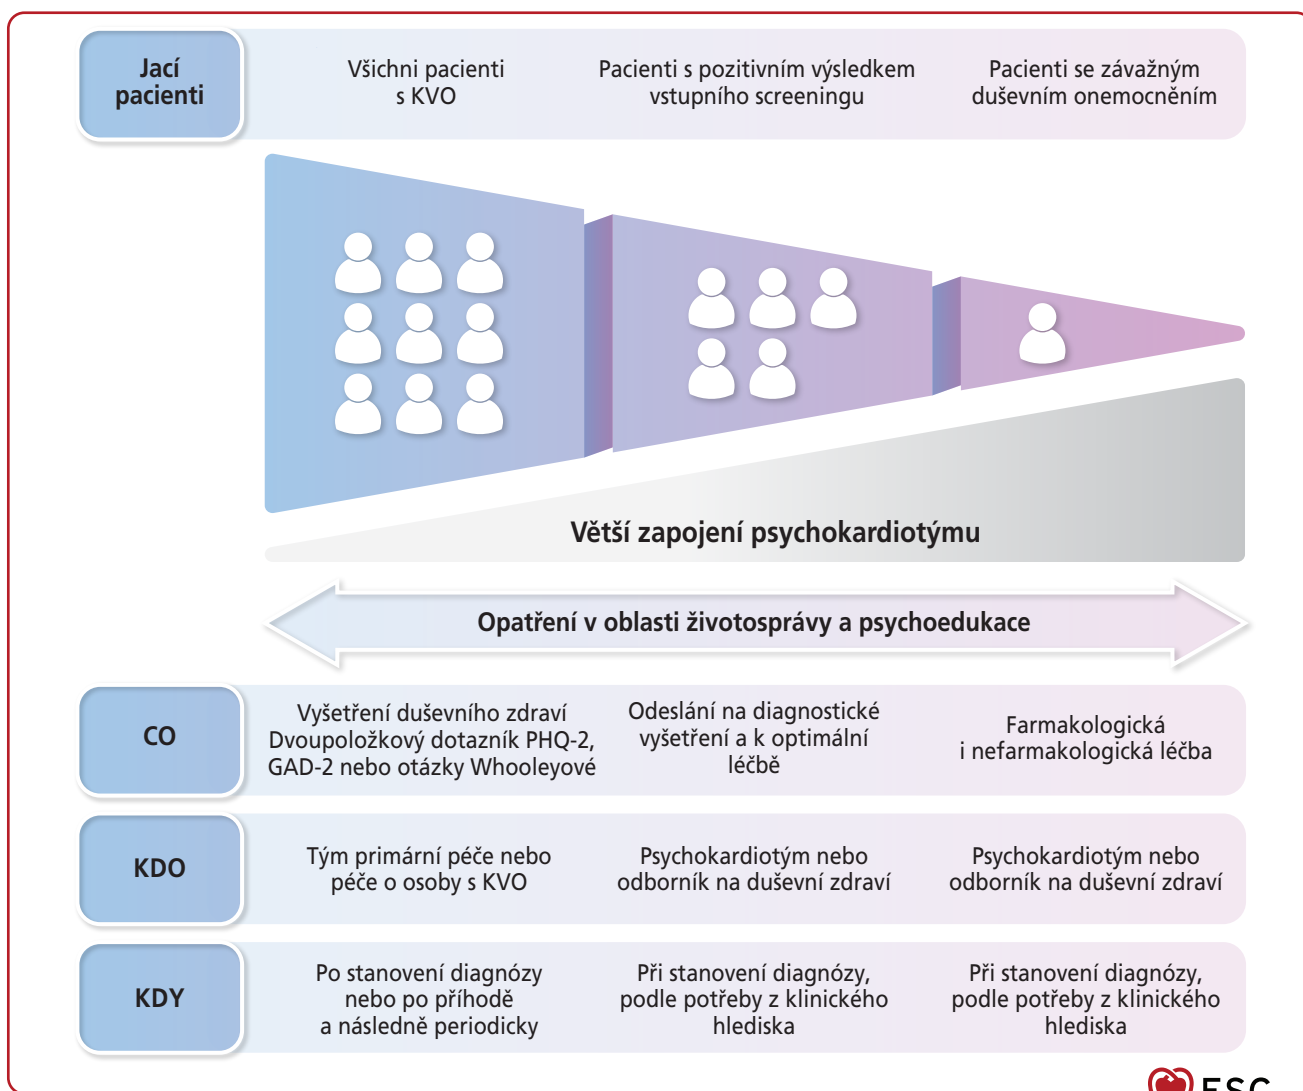 Jací
pacienti
Všichni pacienti
s KVO
Pacienti s pozitivním výsledkem
vstupního screeningu
Pacienti se závažným
duševním onemocněním
Větší zapojení psychokardiotýmu
Opatření v oblasti životosprávy a psychoedukace
CO
Vyšetření duševního zdraví
Dvoupoložkový dotazník PHQ-2,
GAD-2 nebo otázky Whooleyové
Odeslání na diagnostické
vyšetření a k optimální
léčbě
Farmakologická
i nefarmakologická léčba
KDO
Tým primární péče nebo
péče o osoby s KVO
Psychokardiotým nebo
odborník na duševní zdraví
Psychokardiotým nebo
odborník na duševní zdraví
KDY
Po stanovení diagnózy
nebo po příhodě
a následně periodicky
Při stanovení diagnózy,
podle potřeby z klinického
hlediska
Při stanovení diagnózy,
podle potřeby z klinického
hlediska
ESC